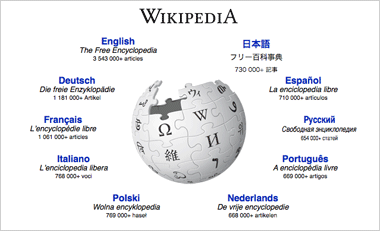 WIKIPEDIA
English
The Free Encyclopedia
3 543 000+ articles
日本語
フリー百科事典
730 000+ 記事
Deutsch
Die freie Enzyklopädie
1 181 000+ Artikel
Español
La enciclopedia libre
710 000+ artículos
Français
L'encyclopédie libre
1 061 000+ articles
Русский
Свободная энциклопедия
654 000+ статей
Italiano
L'enciclopedia libera
768 000+ voci
Português
A enciclopédia livre
669 000+ artigos
Polski
Wolna encyklopedia
769 000+ haseł
Nederlands
De vrije encyclopedie
668 000+ artikelen
Ω
W
И
維